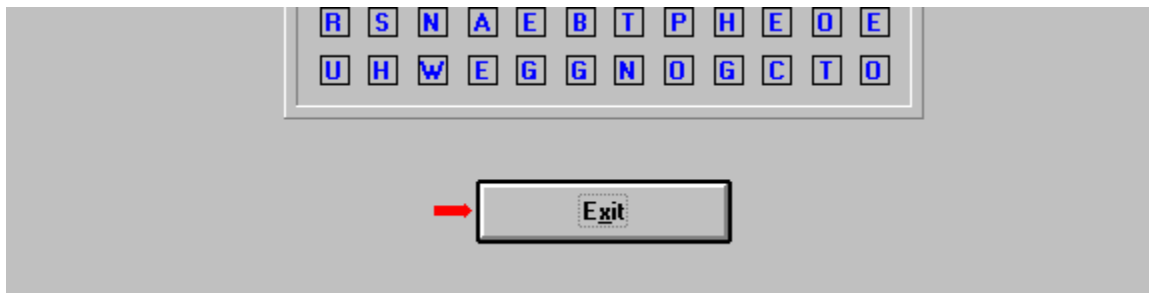 R S N A E B T P H E O E
U H W E G G N O G C T O
Exit